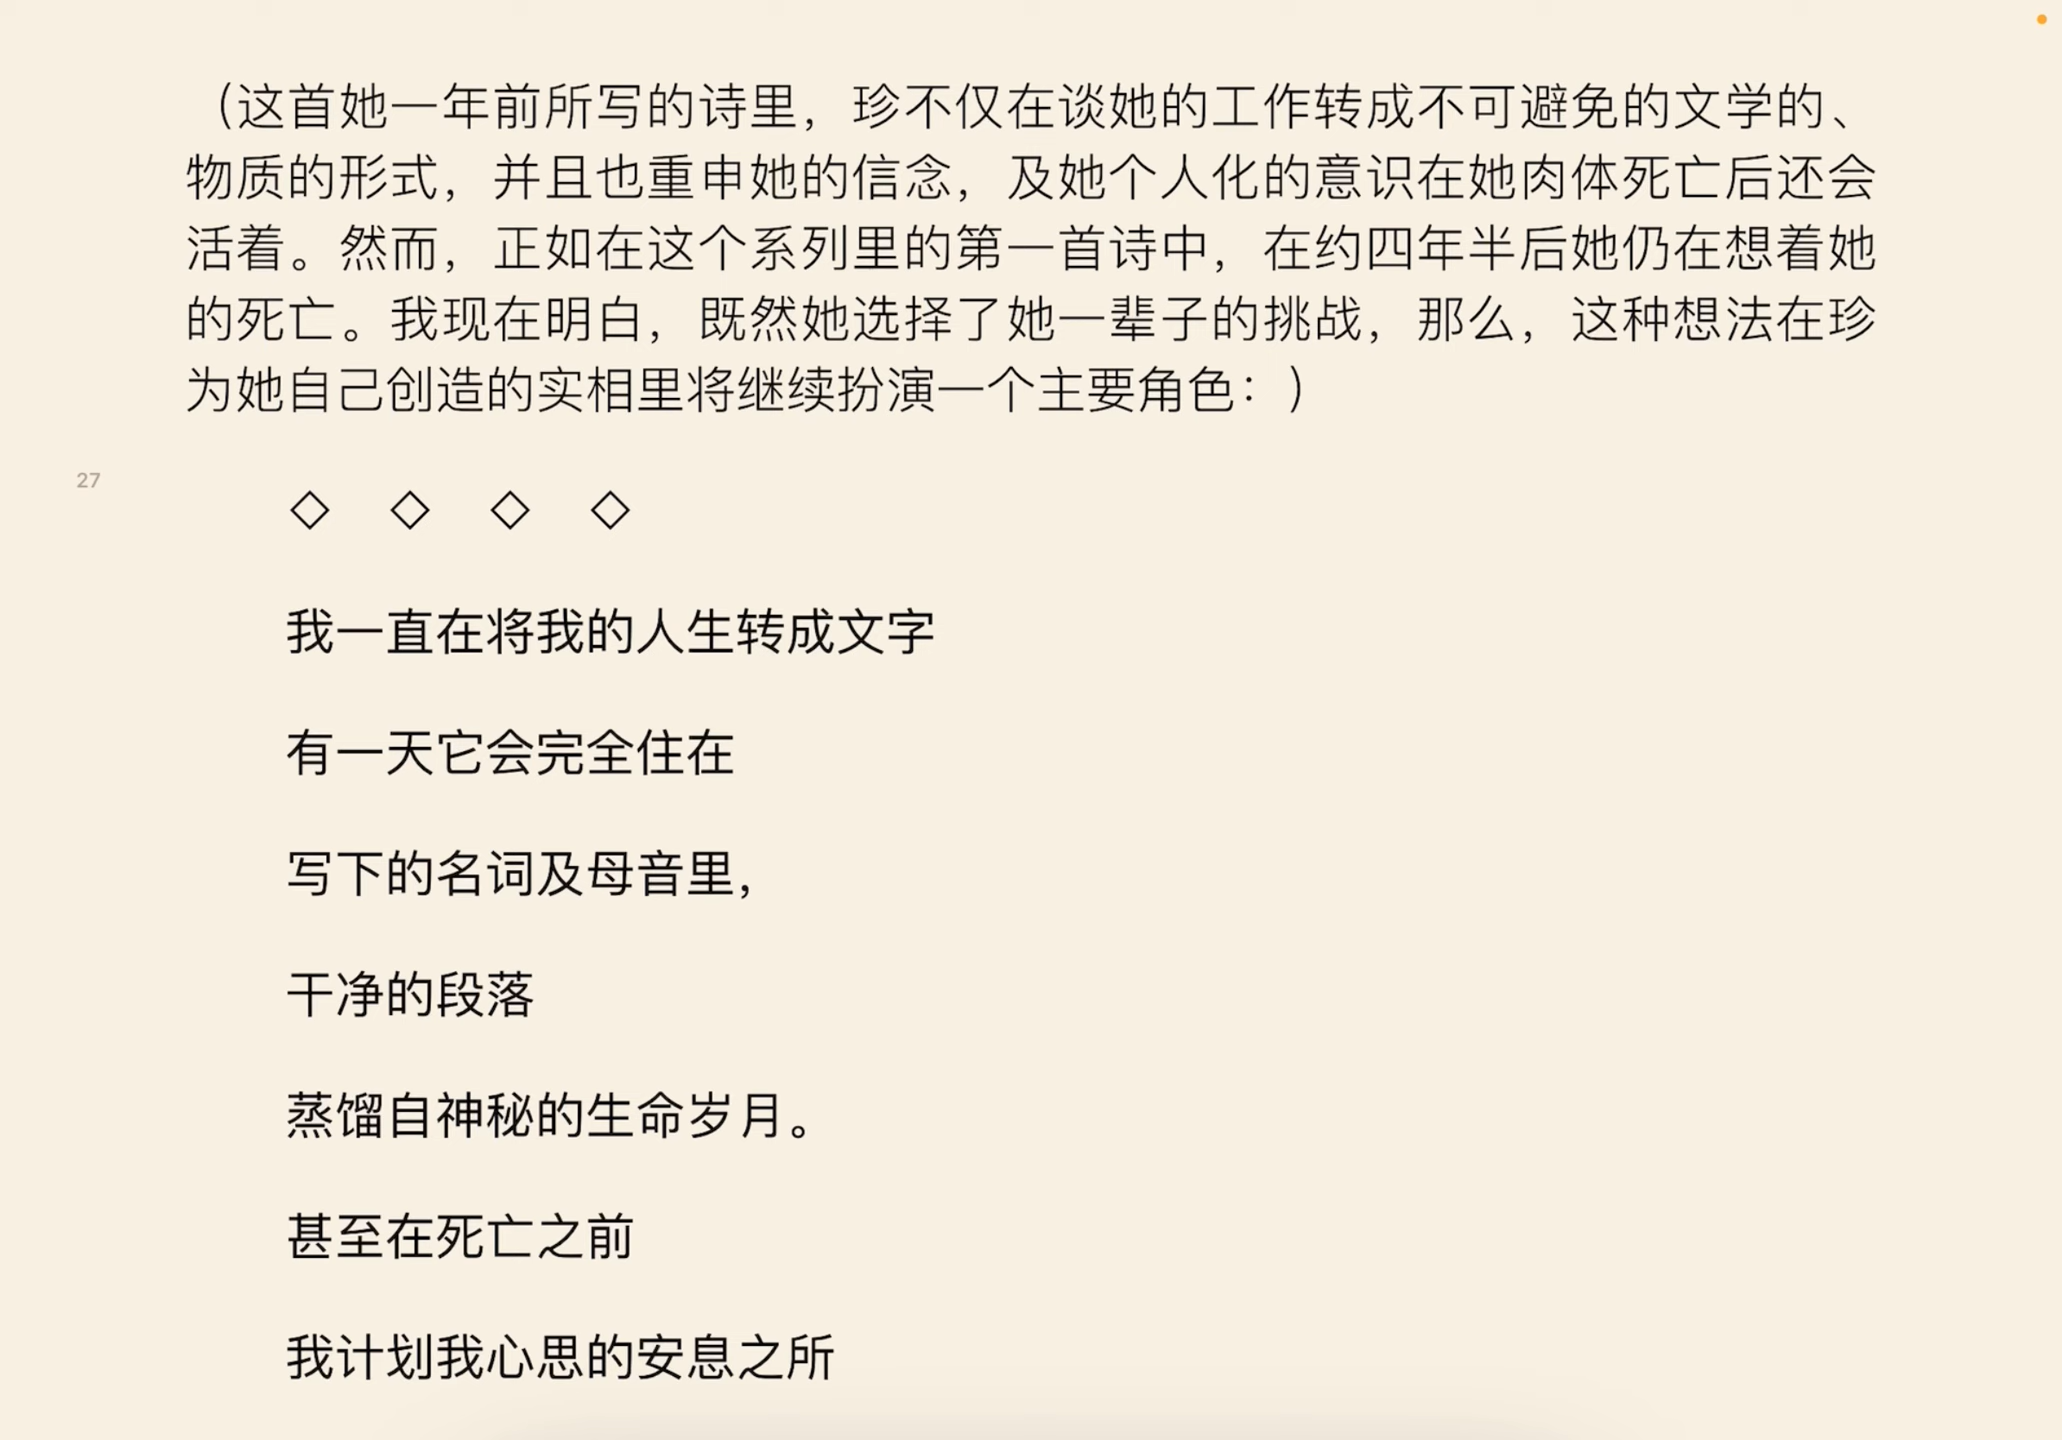 （这首她一年前所写的诗里，珍不仅在谈她的工作转成不可避免的文学的、
物质的形式，并且也重申她的信念，及她个人化的意识在她肉体死亡后还会
活着。然而，正如在这个系列里的第一首诗中，在约四年半后她仍在想着她
的死亡。我现在明白，既然她选择了她一辈子的挑战，那么，这种想法在珍
为她自己创造的实相里将继续扮演一个主要角色：）
27
◇ ◇ ◇ ◇
我一直在将我的人生转成文字
有一天它会完全住在
写下的名词及母音里，
干净的段落
蒸馏自神秘的生命岁月。
甚至在死亡之前
我计划我心思的安息之所